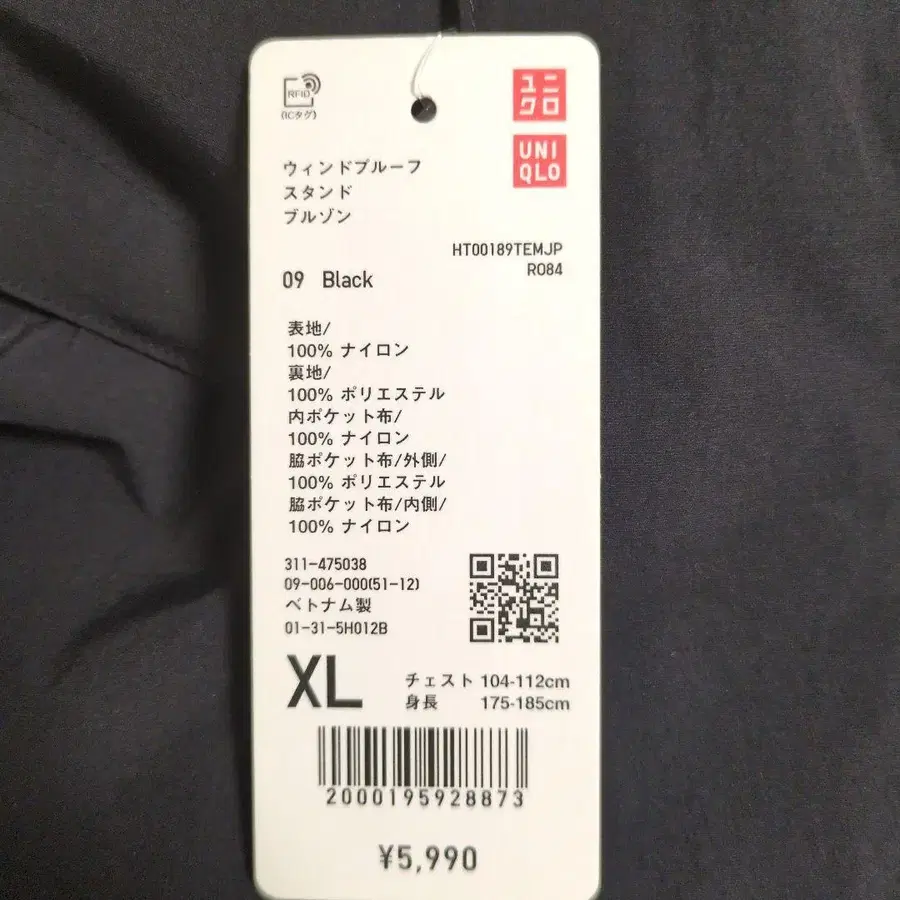 RFID
(ICタグ)
ユニ
クロ
UNI
QLO
ウィンドプルーフ
スタンド
ブルゾン
HT00189TEMJP
R084
09 Black
表地/
100% ナイロン
裏地/
100% ポリエステル
内ポケット布/
100% ナイロン
脇ポケット布/外側/
100% ポリエステル
脇ポケット布/内側/
100% ナイロン
311-475038
09-006-000(51-12)
ベトナム製
01-31-5H012B
XL
チェスト 104-112cm
身長 175-185cm
2000195928873
¥5,990